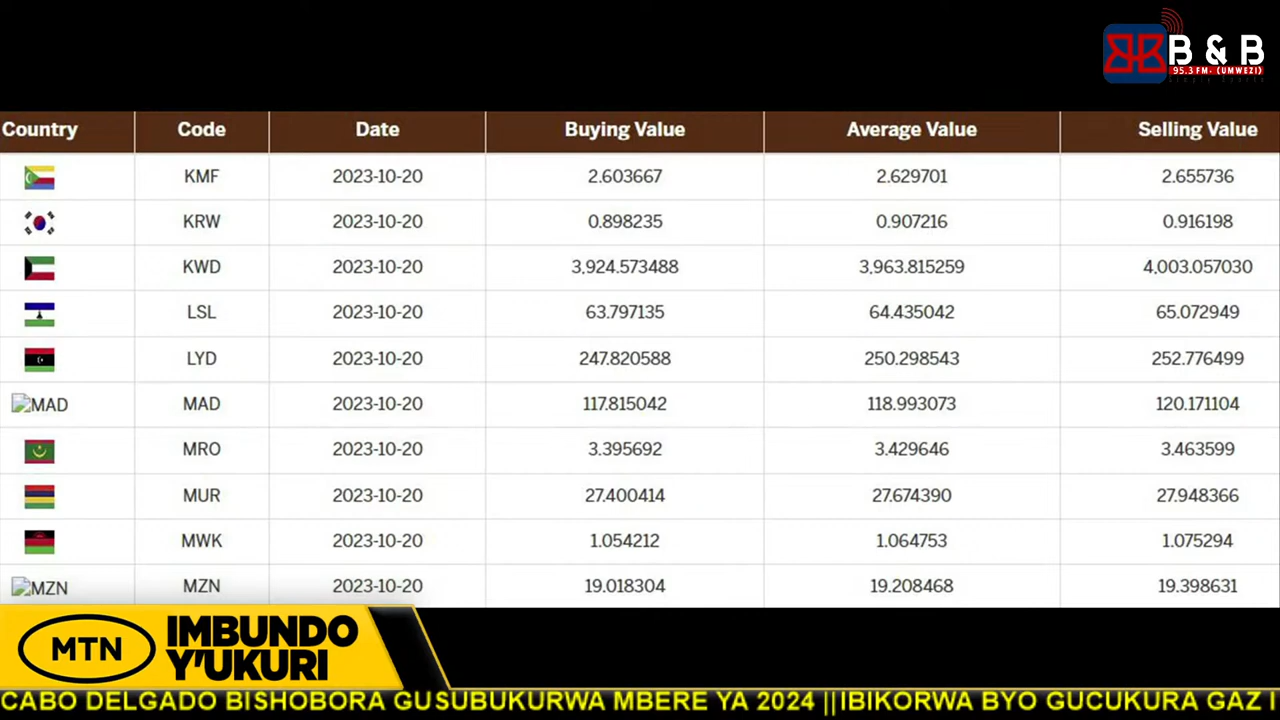 B & B
95.3 FM - (UMWEZI)
Country Code Date Buying Value Average Value Selling Value
KMF 2023-10-20 2.603667 2.629701 2.655736
KRW 2023-10-20 0.898235 0.907216 0.916198
KWD 2023-10-20 3,924.573488 3,963.815259 4,003.057030
LSL 2023-10-20 63.797135 64.435042 65.072949
LYD 2023-10-20 247.820588 250.298543 252.776499
MAD MAD 2023-10-20 117.815042 118.993073 120.171104
MRO 2023-10-20 3.395692 3.429646 3.463599
MUR 2023-10-20 27.400414 27.674390 27.948366
MWK 2023-10-20 1.054212 1.064753 1.075294
MZN MZN 2023-10-20 19.018304 19.208468 19.398631
MTN
IMBUNDO
Y'UKURI
CABO DELGADO BISHOBORA GUSUBUKURWA MBERE YA 2024 ||IBIKORWA BYO GUCUKURA GAZ